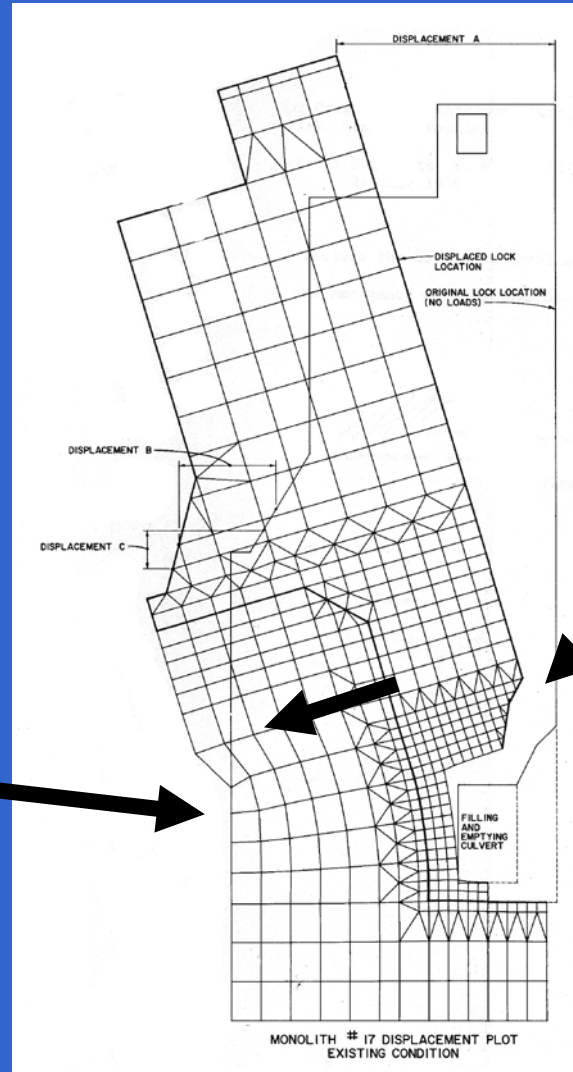 DISPLACEMENT A
DISPLACED LOCK
LOCATION
ORIGINAL LOCK LOCATION
(NO LOADS)
DISPLACEMENT B
DISPLACEMENT C
FILLING
AND
EMPTYING
CULVERT
MONOLITH # 17 DISPLACEMENT PLOT
EXISTING CONDITION